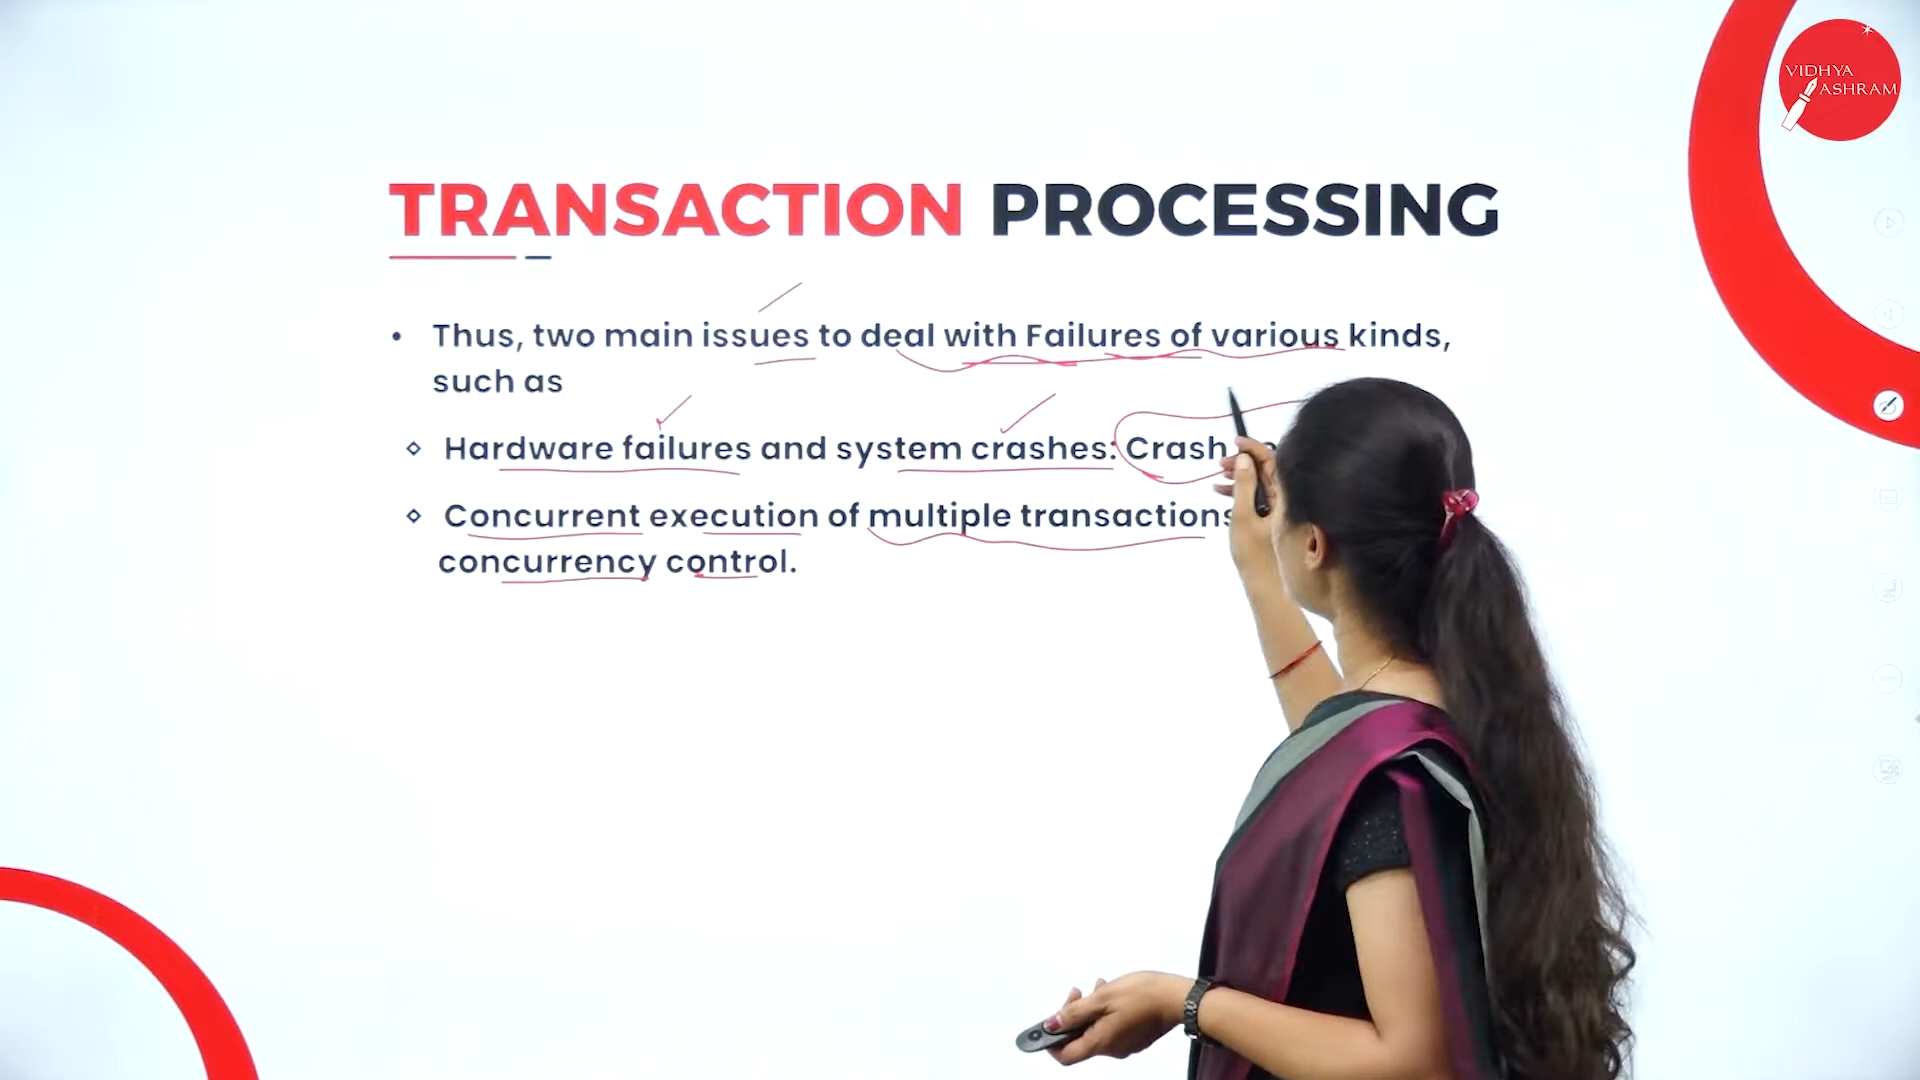 VIDHYA
ASHRAM
TRANSACTION PROCESSING
• Thus, two main issues to deal with Failures of various kinds,
such as
⋄ Hardware failures and system crashes: Crash
⋄ Concurrent execution of multiple transactions
concurrency control.